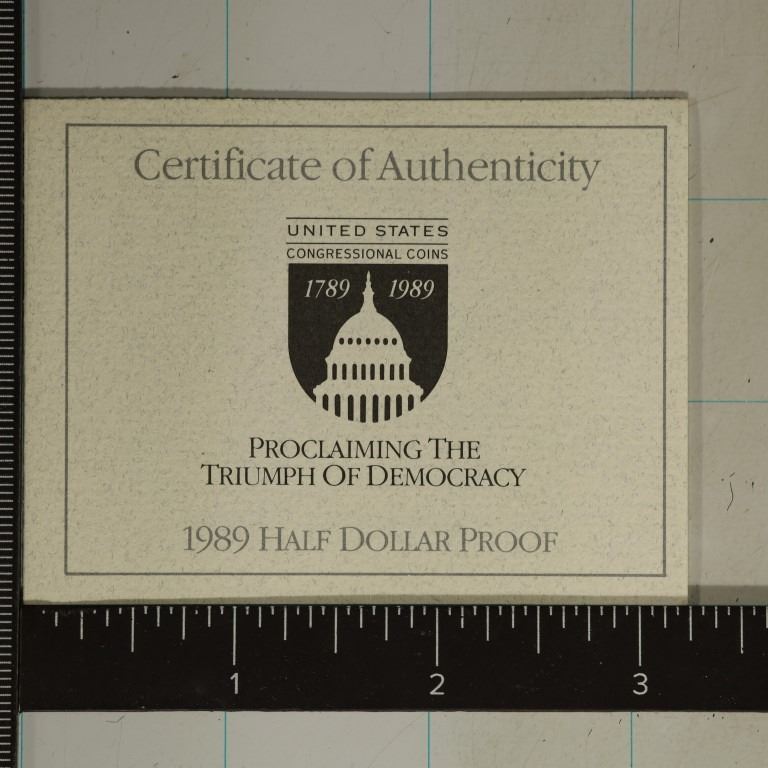 Certificate of Authenticity
UNITED STATES
CONGRESSIONAL COINS
1789 1989
PROCLAIMING THE
TRIUMPH OF DEMOCRACY
1989 HALF DOLLAR PROOF
1 2 3